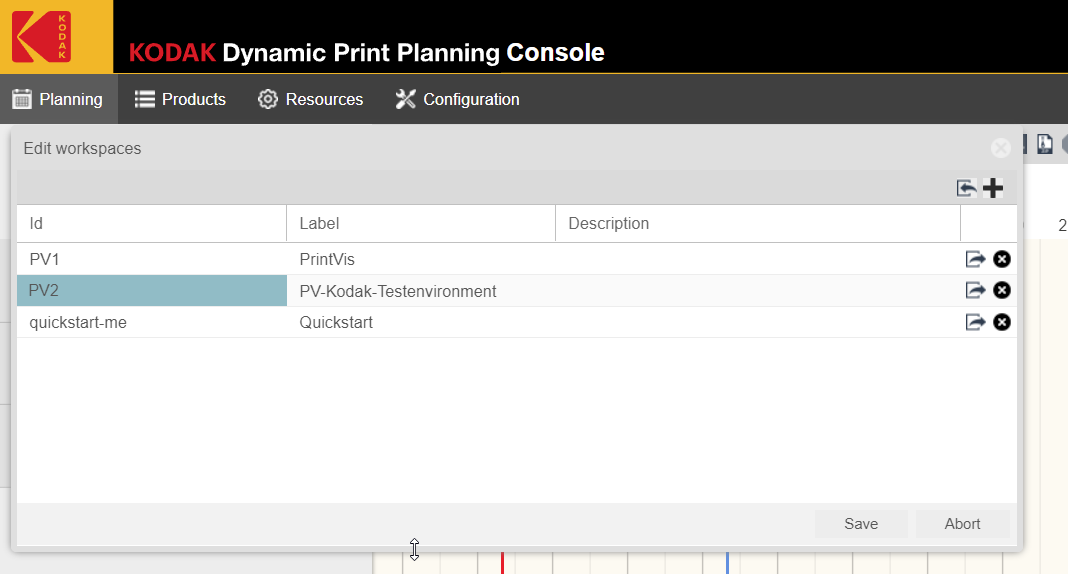 KODAK
KODAK Dynamic Print Planning Console
Planning Products Resources Configuration
Edit workspaces
2
Id Label Description
PV1 PrintVis
PV2 PV-Kodak-Testenvironment
quickstart-me Quickstart
Save Abort